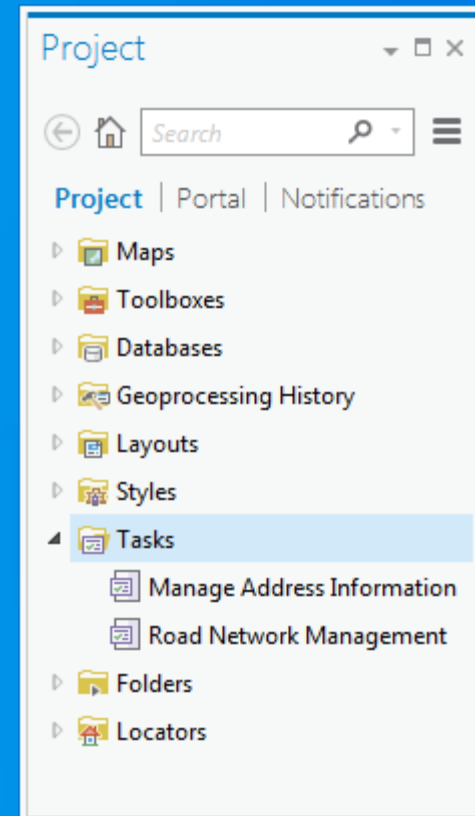 Project
Search
Project | Portal | Notifications
Maps
Toolboxes
Databases
Geoprocessing History
Layouts
Styles
Tasks
Manage Address Information
Road Network Management
Folders
Locators